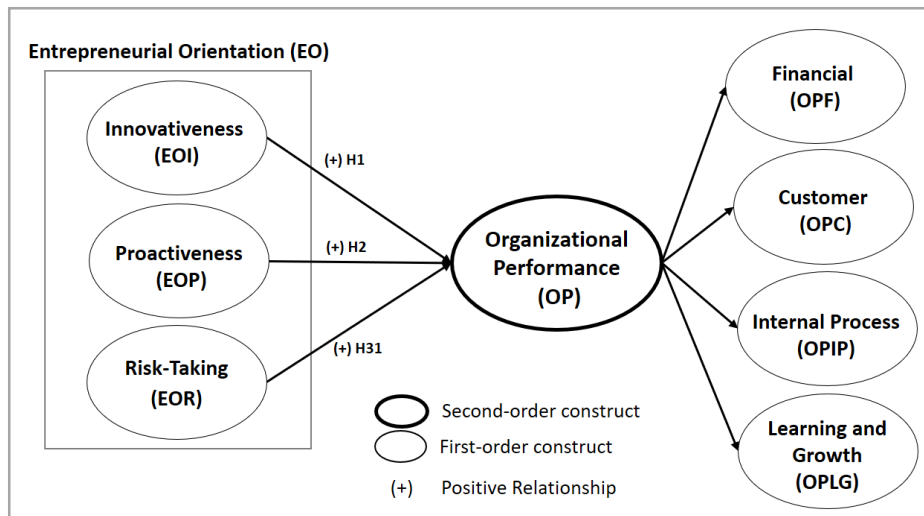 Entrepreneurial Orientation (EO)
Innovativeness
(EOI)
Proactiveness
(EOP)
Risk-Taking
(EOR)
(+) H1
(+) H2
(+) H31
Organizational
Performance
(OP)
Financial
(OPF)
Customer
(OPC)
Internal Process
(OPIP)
Learning and
Growth
(OPLG)
Second-order construct
First-order construct
(+) Positive Relationship